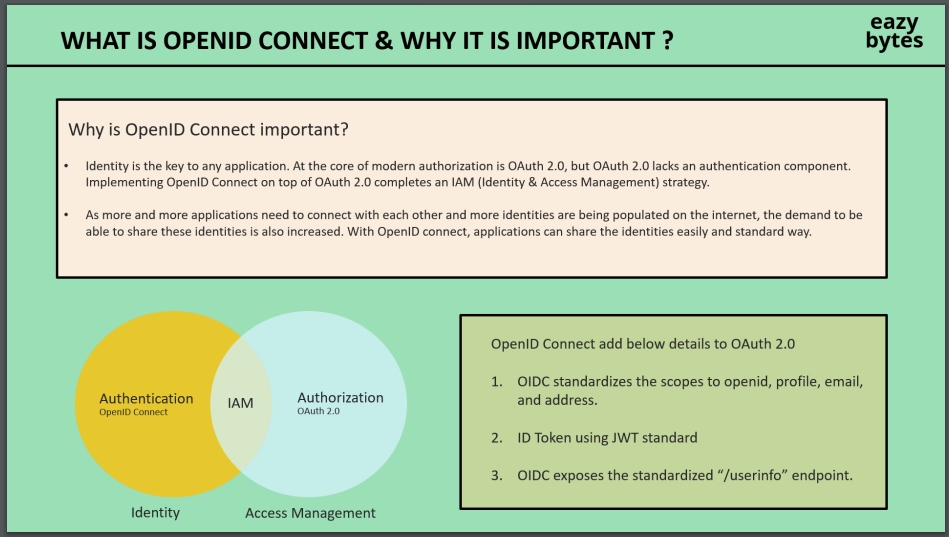 WHAT IS OPENID CONNECT & WHY IT IS IMPORTANT ?
eazy
bytes
Why is OpenID Connect important?
• Identity is the key to any application. At the core of modern authorization is OAuth 2.0, but OAuth 2.0 lacks an authentication component.
Implementing OpenID Connect on top of OAuth 2.0 completes an IAM (Identity & Access Management) strategy.
• As more and more applications need to connect with each other and more identities are being populated on the internet, the demand to be
able to share these identities is also increased. With OpenID connect, applications can share the identities easily and standard way.
Authentication
OpenID Connect
IAM
Authorization
OAuth 2.0
Identity
Access Management
OpenID Connect add below details to OAuth 2.0
1. OIDC standardizes the scopes to openid, profile, email,
and address.
2. ID Token using JWT standard
3. OIDC exposes the standardized “/userinfo” endpoint.